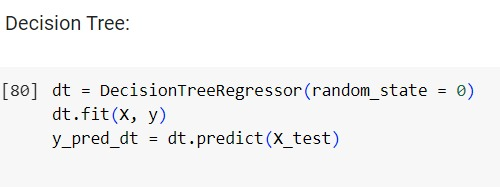 Decision Tree:
[80] dt = DecisionTreeRegressor(random_state = 0)
dt.fit(X, y)
y_pred_dt = dt.predict(X_test)